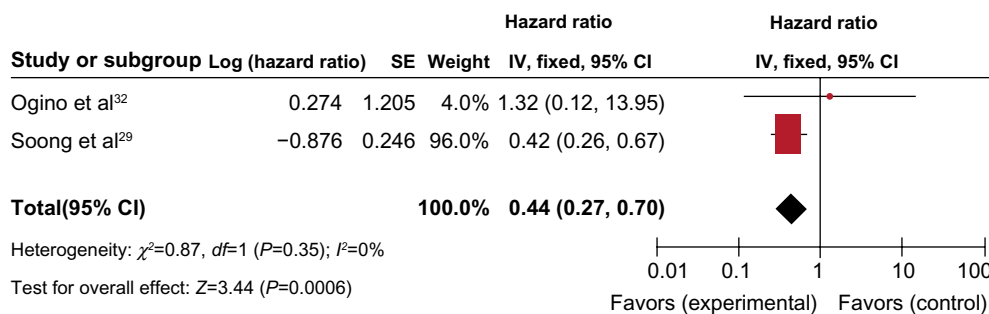 Hazard ratio Hazard ratio
Study or subgroup Log (hazard ratio) SE Weight IV, fixed, 95% CI IV, fixed, 95% CI
Ogino et al³² 0.274 1.205 4.0% 1.32 (0.12, 13.95)
Soong et al²⁹ −0.876 0.246 96.0% 0.42 (0.26, 0.67)
Total(95% CI) 100.0% 0.44 (0.27, 0.70)
Heterogeneity: χ²=0.87, df=1 (P=0.35); I²=0%
0.01 0.1 1 10 100
Test for overall effect: Z=3.44 (P=0.0006)
Favors (experimental) Favors (control)